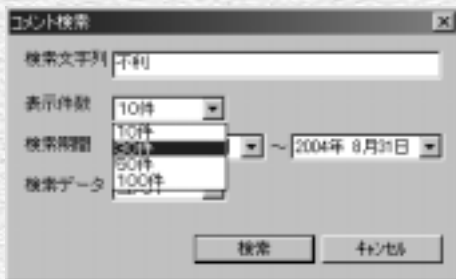 コメント検索
検索文字列 不利
表示件数 10件
10件
検索期間 30件 ～ 2004年 8月31日
50件
検索データ 100件
検索 キャンセル